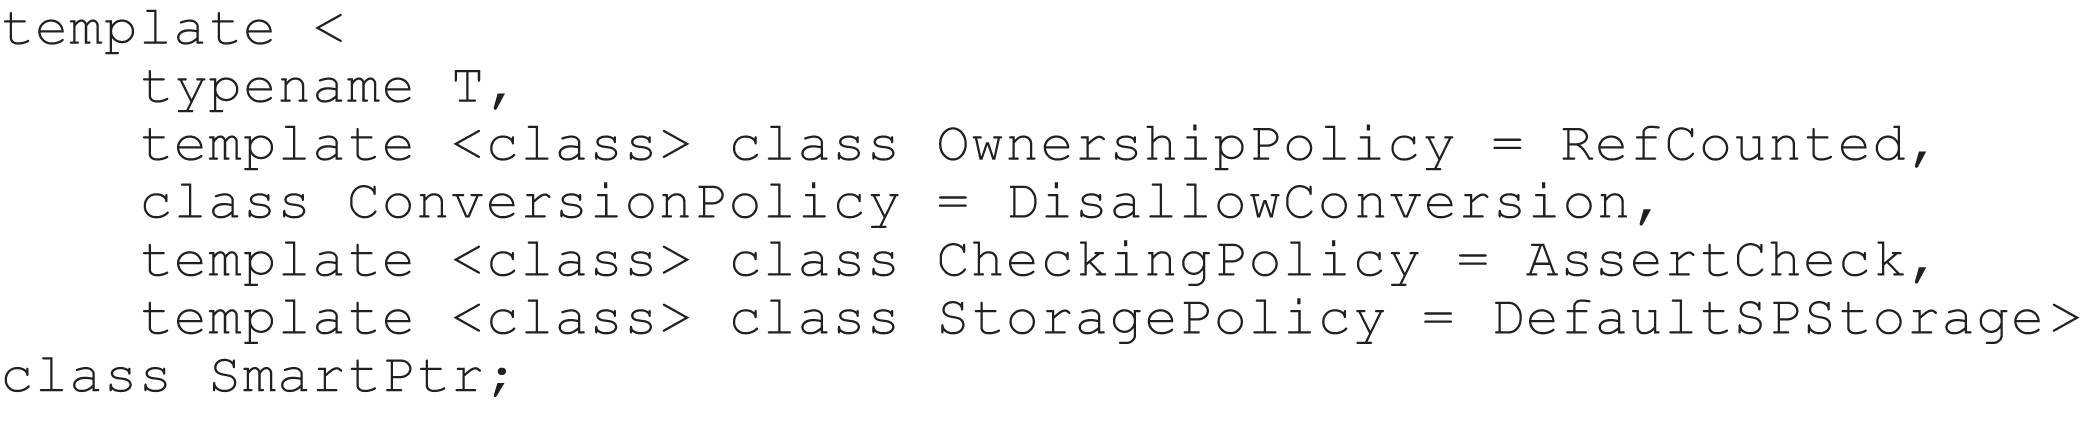 template <
    typename T,
    template <class> class OwnershipPolicy = RefCounted,
    class ConversionPolicy = DisallowConversion,
    template <class> class CheckingPolicy = AssertCheck,
    template <class> class StoragePolicy = DefaultSPStorage>
class SmartPtr;